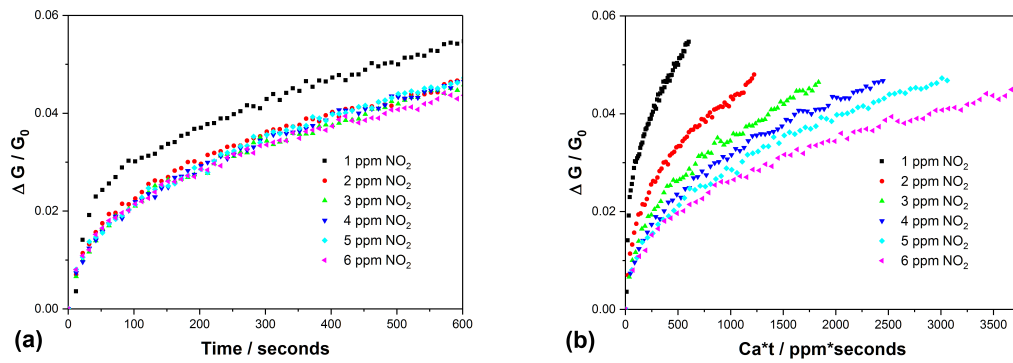 0.06
0.04
0.02
0.00
Δ G / G₀
0 100 200 300 400 500 600
Time / seconds
1 ppm NO₂
2 ppm NO₂
3 ppm NO₂
4 ppm NO₂
5 ppm NO₂
6 ppm NO₂
(a)
0.06
0.04
0.02
0.00
Δ G / G₀
0 500 1000 1500 2000 2500 3000 3500
Ca*t / ppm*seconds
1 ppm NO₂
2 ppm NO₂
3 ppm NO₂
4 ppm NO₂
5 ppm NO₂
6 ppm NO₂
(b)